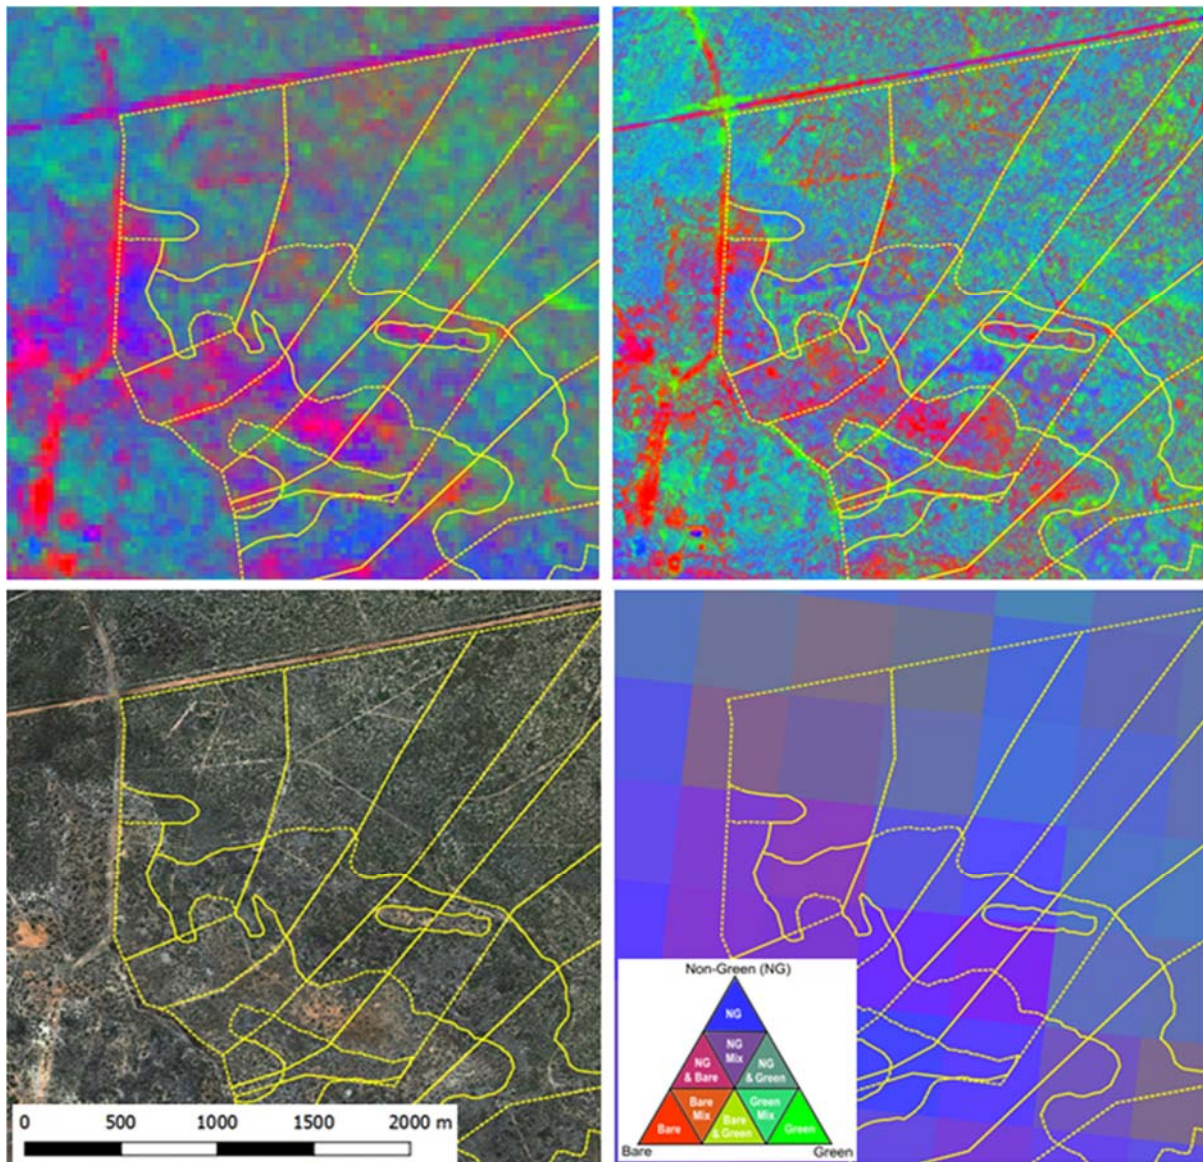 0 500 1000 1500 2000 m
Non-Green (NG)
NG
NG
Mix
NG
& Bare
NG
& Green
Bare
Mix
Bare
& Green
Green
Mix
Bare
Green
Bare
Green